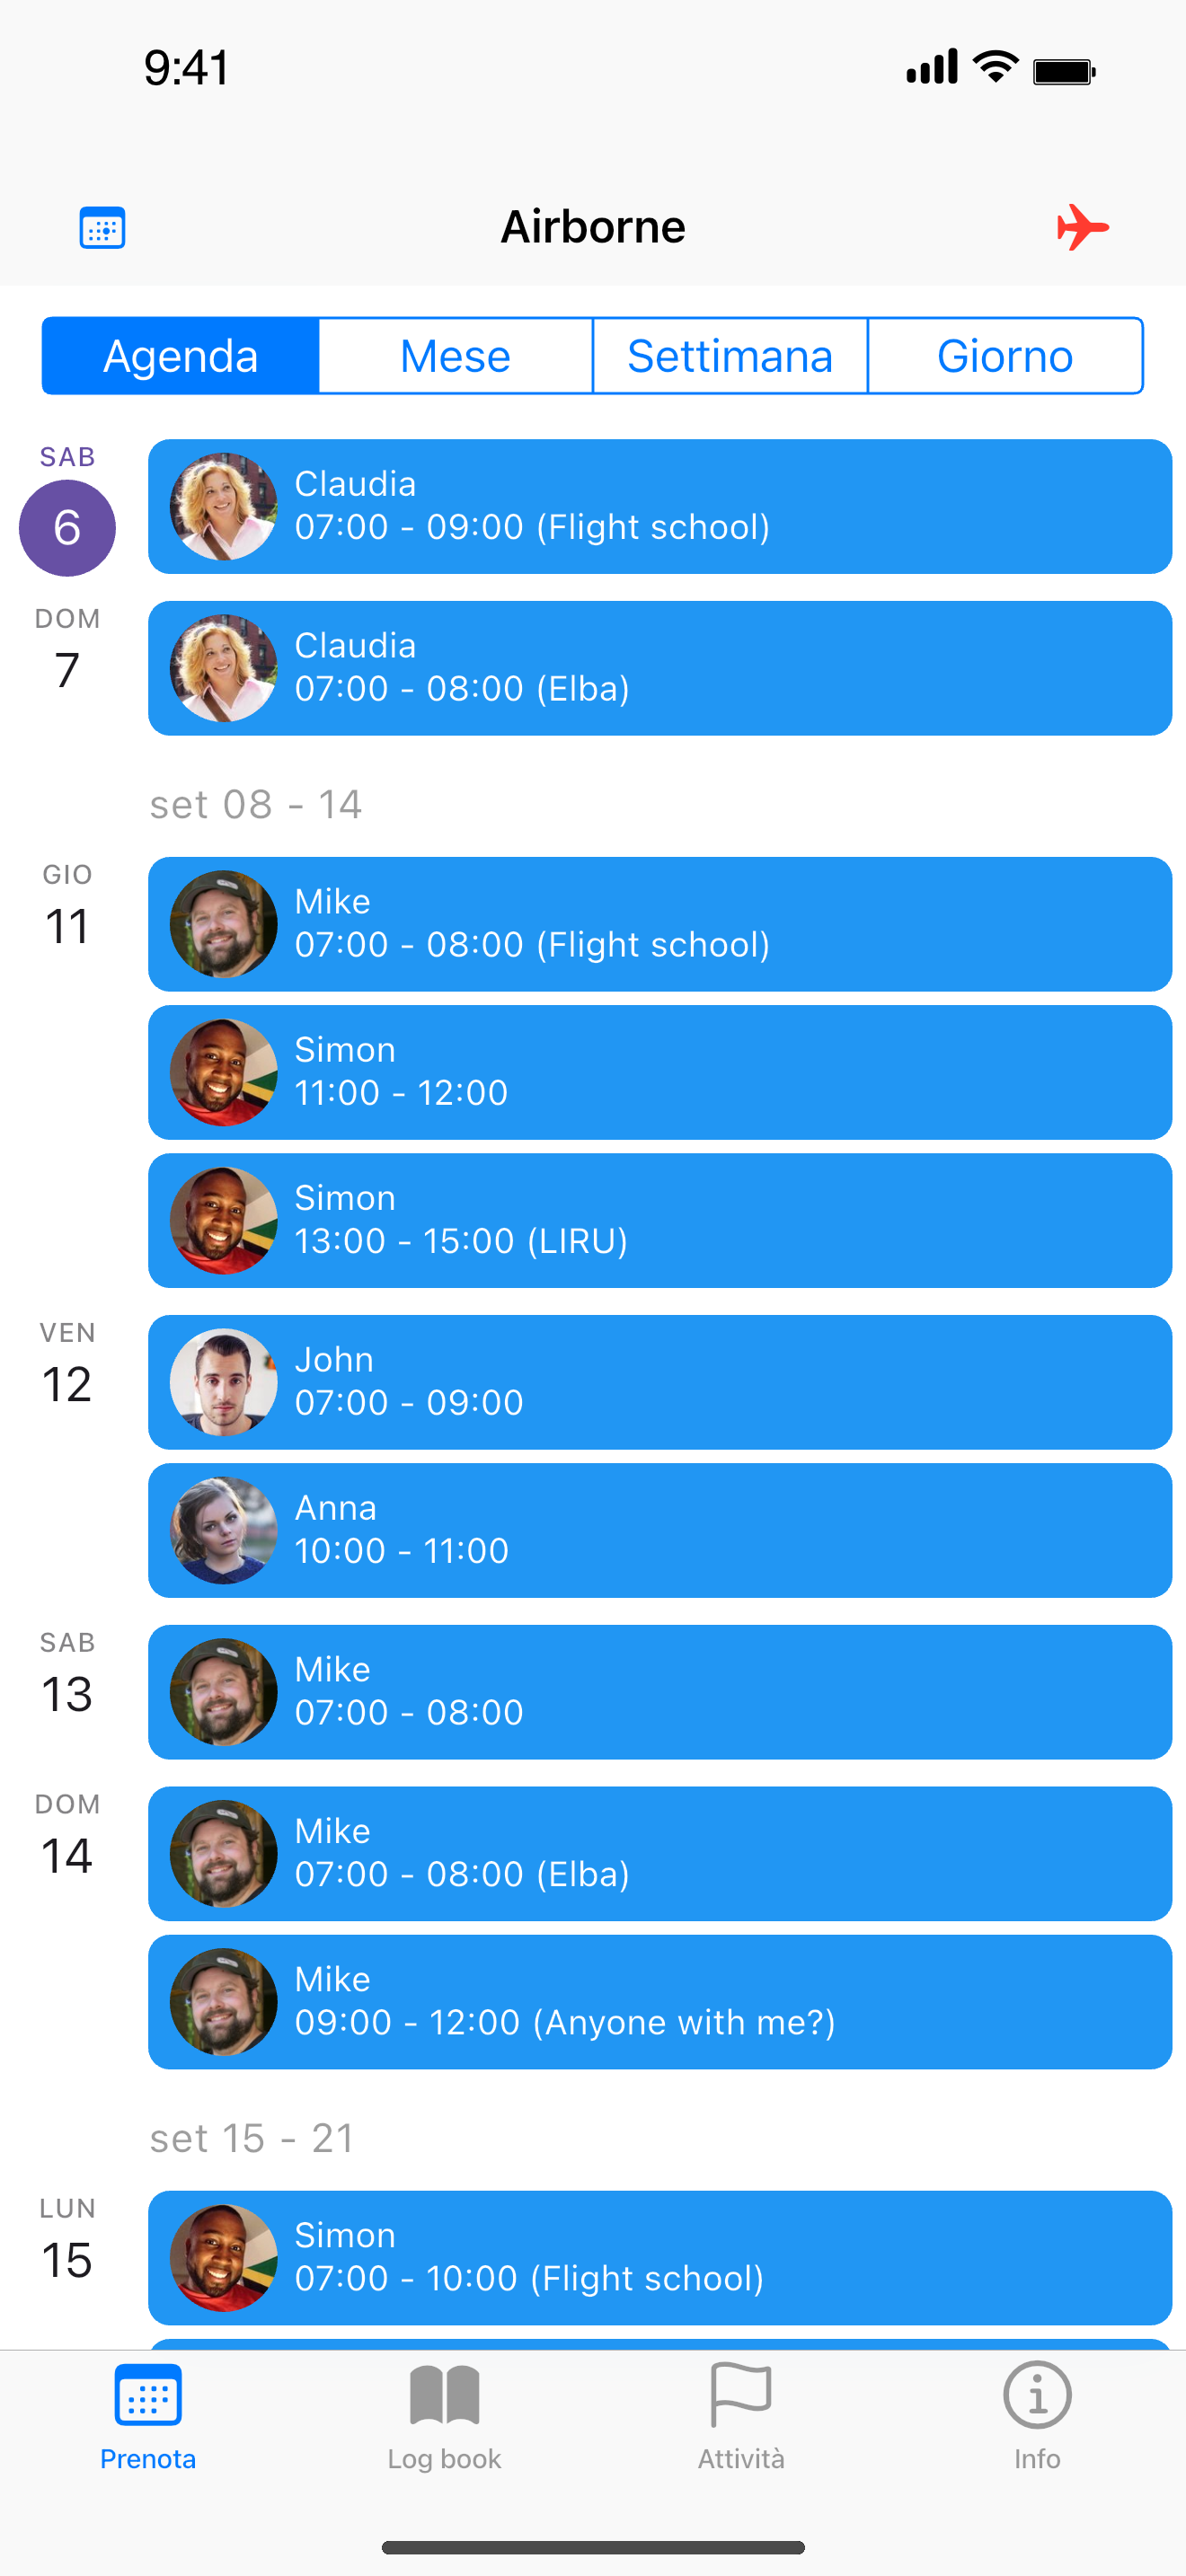 9:41
Airborne
Agenda
Mese
Settimana
Giorno
SAB
6
Claudia
07:00 - 09:00 (Flight school)
DOM
7
Claudia
07:00 - 08:00 (Elba)
set 08 - 14
GIO
11
Mike
07:00 - 08:00 (Flight school)
Simon
11:00 - 12:00
Simon
13:00 - 15:00 (LIRU)
VEN
12
John
07:00 - 09:00
Anna
10:00 - 11:00
SAB
13
Mike
07:00 - 08:00
DOM
14
Mike
07:00 - 08:00 (Elba)
Mike
09:00 - 12:00 (Anyone with me?)
set 15 - 21
LUN
15
Simon
07:00 - 10:00 (Flight school)
Prenota
Log book
Attività
Info